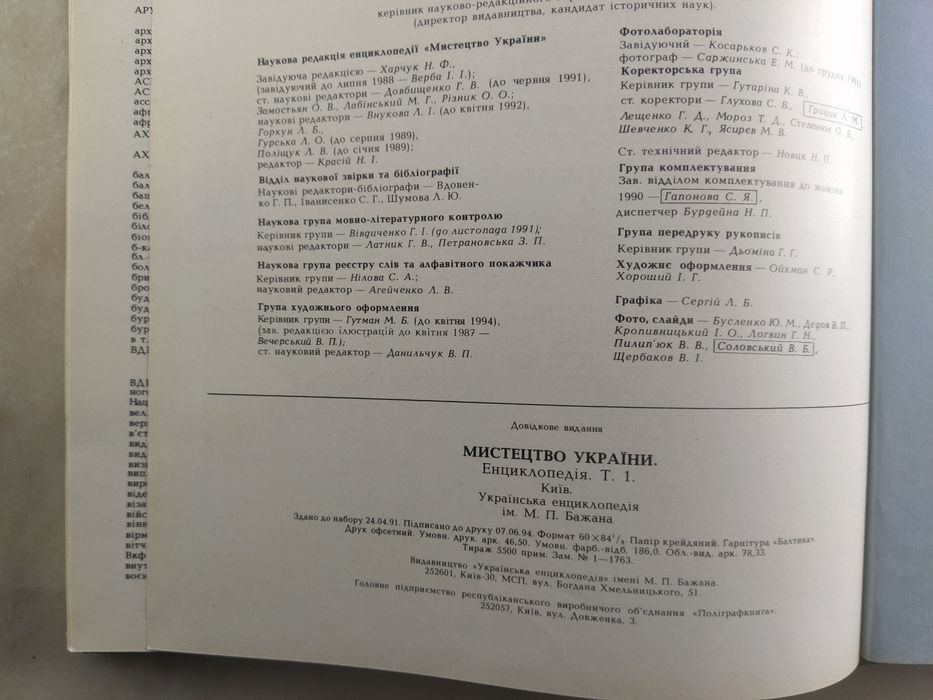 керівник науково-редакційного
(директор видавництва, кандидат історичних наук).
Наукова редакція енциклопедії «Мистецтво України»
Завідуюча редакцією — Харчук Н. Ф.,
(завідуючий до липня 1988 — Верба І. І.);
ст. наукові редактори — Довбищенко Г. В. (до червня 1991),
Замостьян О. В., Лабінський М. Г., Різник О. О.;
наукові редактори — Внукова Л. І. (до квітня 1992),
Горкун Л. Б.,
Гурська Л. О. (до серпня 1989),
Поліщук Л. В. (до січня 1989);
редактор — Красій Н. І.
Відділ наукової звірки та бібліографії
Наукові редактори-бібліографи — Вдовен-
ко Г. П., Іванисенко С. Г., Шумова Л. Ю.
Наукова група мовно-літературного контролю
Керівник групи — Вівдиченко Г. І. (до листопада 1991);
наукові редактори — Латник Г. В., Петрановська З. П.
Наукова група реєстру слів та алфавітного покажчика
Керівник групи — Нілова С. А.;
науковий редактор — Агейченко Л. В.
Група художнього оформлення
Керівник групи — Гутман М. Б. (до квітня 1994),
(зав. редакцією ілюстрацій до квітня 1987 —
Вечерський В. П.);
ст. науковий редактор — Данильчук В. П.
Фотолабораторія
Завідуючий — Косарьков С. К.;
фотограф — Саржинська Е. М. (до грудня 1991)
Коректорська група
Керівник групи — Гутаріна К. В.,
ст. коректори — Глухова С. В., Грицик Л. М.
Лещенко Г. Д., Мороз Т. Д., Степанюк О. Б.,
Шевченко К. Г., Ясирев М. В.
Ст. технічний редактор — Новик Н. П.
Група комплектування
Зав. відділом комплектування до жовтня
1990 — Гапонова С. Я.,
диспетчер Бурдейна Н. П.
Група передруку рукописів
Керівник групи — Дьоміна Г. Г.
Художнє оформлення — Ойхман С. Р.,
Хороший І. Г.
Графіка — Сергій Л. Б.
Фото, слайди — Бусленко Ю. М., Дєдов В. П.,
Кропивницький І. О., Логвин Г. Н.,
Пилип'юк В. В., Соловський В. Б.,
Щербаков В. І.
Довідкове видання
МИСТЕЦТВО УКРАЇНИ.
Енциклопедія. Т. 1.
Київ.
Українська енциклопедія
ім. М. П. Бажана
Здано до набору 24.04.91. Підписано до друку 07.06.94. Формат 60×84¹/₈. Папір крейдяний. Гарнітура «Балтика».
Друк офсетний. Умовн. друк. арк. 46,50. Умовн. фарб.-відб. 186,0. Обл.-вид. арк. 78,33.
Тираж 5500 прим. Зам. № 1—1763.
Видавництво «Українська енциклопедія» імені М. П. Бажана.
252601, Київ-30, МСП, вул. Богдана Хмельницького, 51.
Головне підприємство республіканського виробничого об'єднання «Поліграфкнига».
252057, Київ, вул. Довженка, 3.